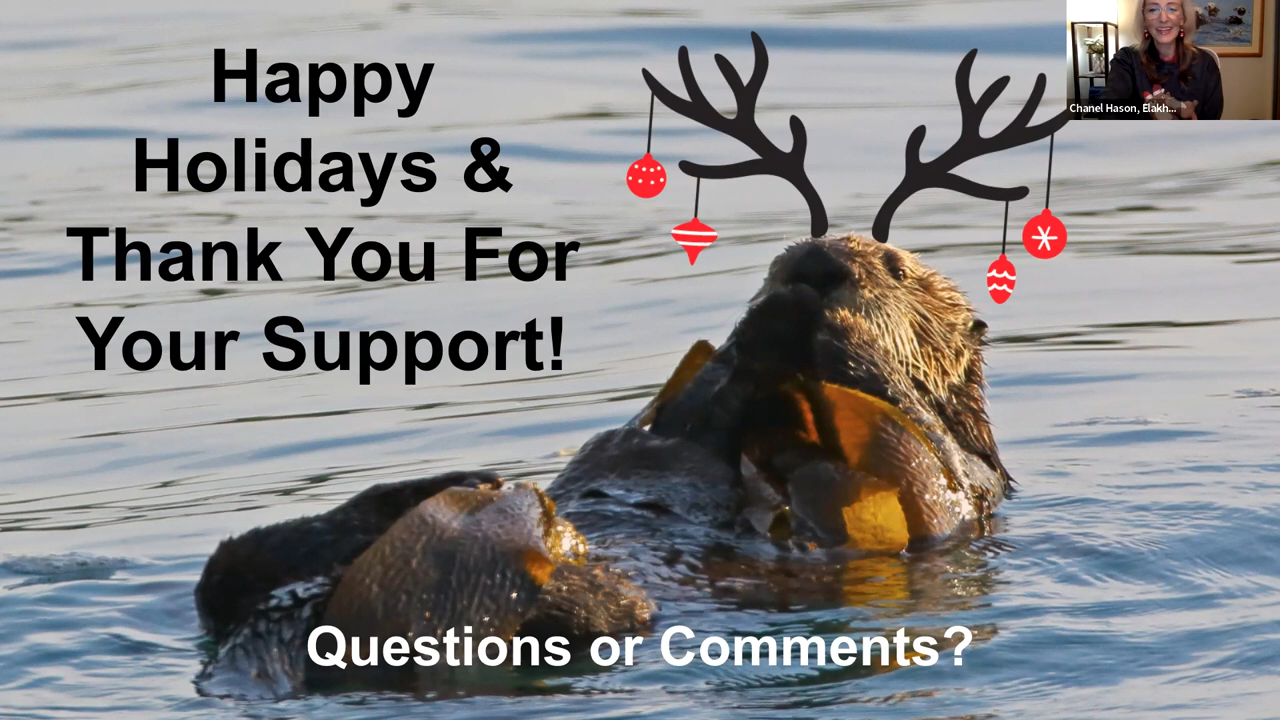 Happy
Holidays &
Thank You For
Your Support!
Chanel Hason, Elakh...
Questions or Comments?